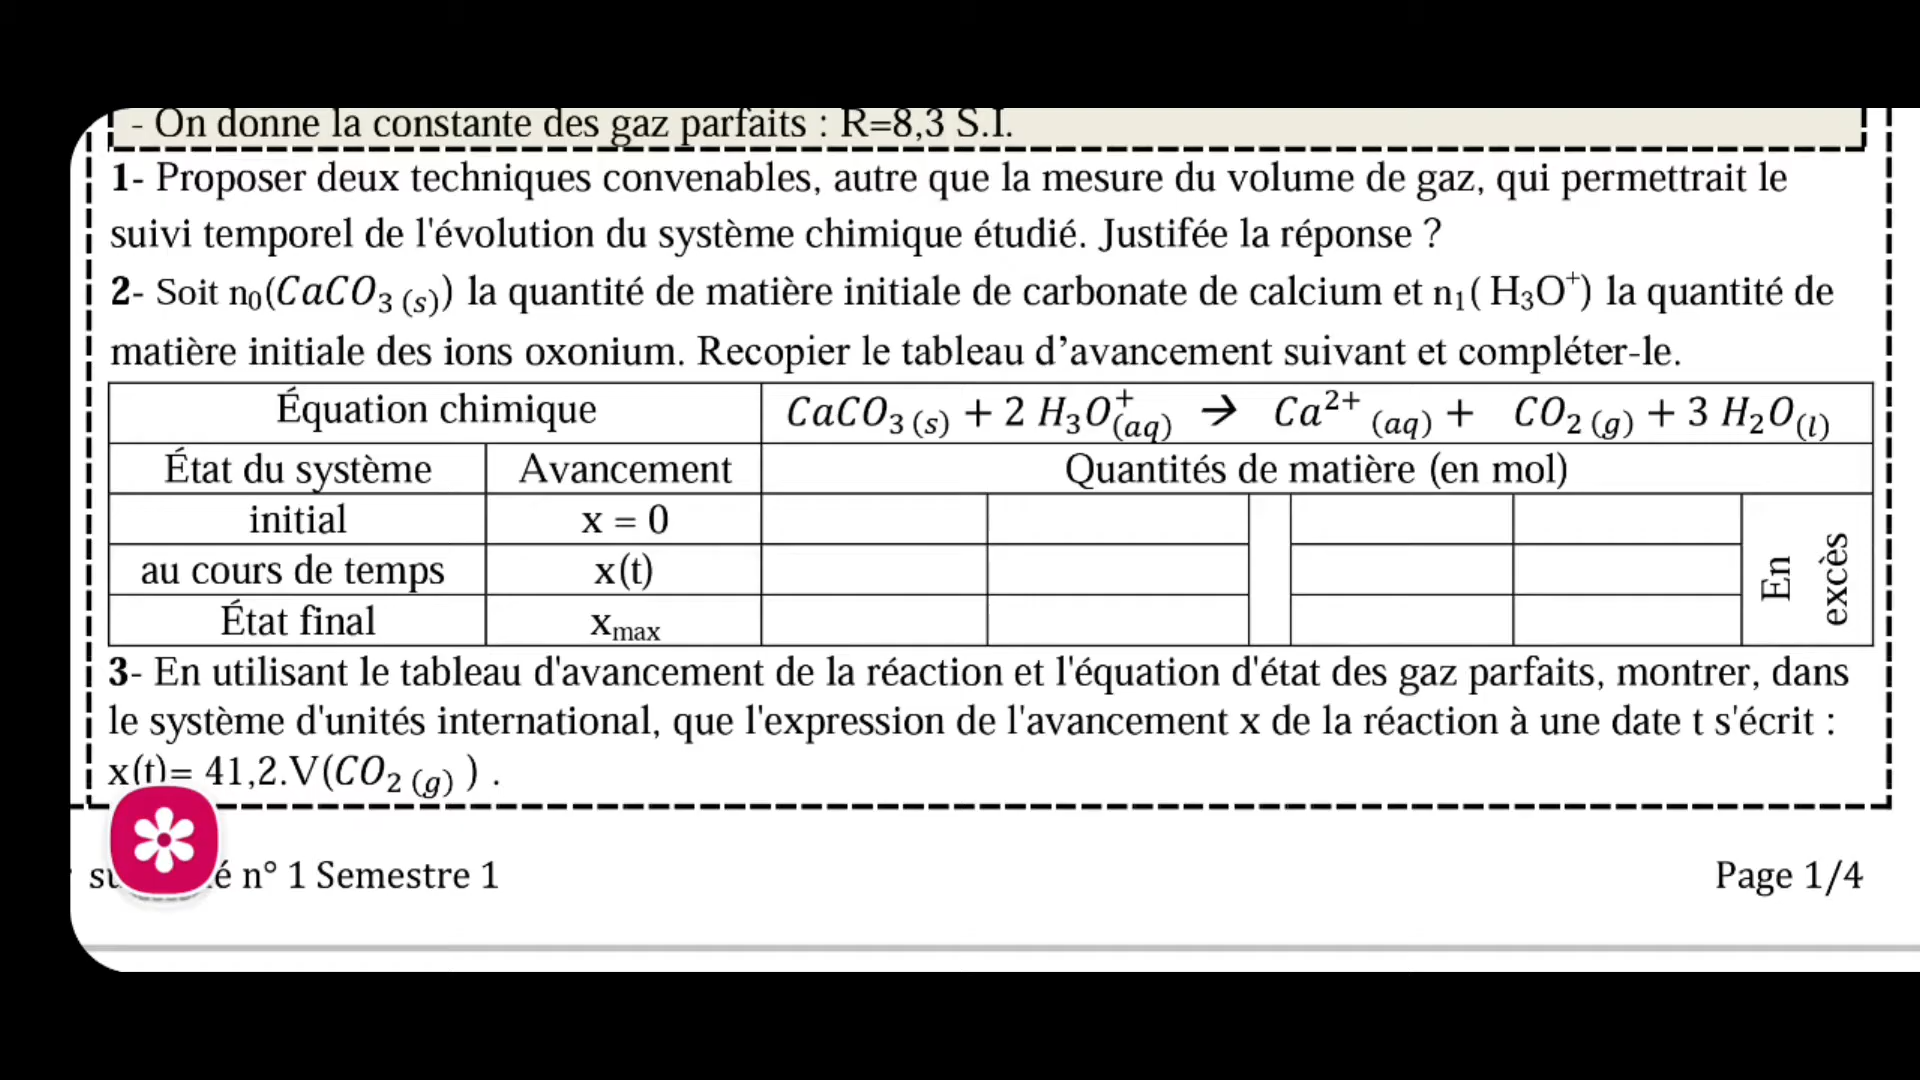 - On donne la constante des gaz parfaits : R=8,3 S.I.
1- Proposer deux techniques convenables, autre que la mesure du volume de gaz, qui permettrait le
suivi temporel de l'évolution du système chimique étudié. Justifée la réponse ?
2- Soit n₀(CaCO₃ (s)) la quantité de matière initiale de carbonate de calcium et n₁( H₃O⁺) la quantité de
matière initiale des ions oxonium. Recopier le tableau d’avancement suivant et compléter-le.
Équation chimique CaCO₃ (s) + 2 H₃O⁺(aq) → Ca²⁺ (aq) + CO₂ (g) + 3 H₂O(l)
État du système Avancement Quantités de matière (en mol)
initial x = 0
au cours de temps x(t)
État final xmax
En
excès
3- En utilisant le tableau d'avancement de la réaction et l'équation d'état des gaz parfaits, montrer, dans
le système d'unités international, que l'expression de l'avancement x de la réaction à une date t s'écrit :
x(t)= 41,2.V(CO₂ (g) ) .
n° 1 Semestre 1
Page 1/4